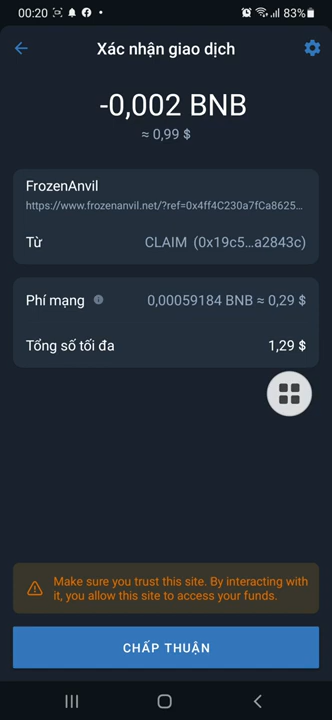 00:20 83%
Xác nhận giao dịch
-0,002 BNB
≈ 0,99 $
FrozenAnvil
https://www.frozenanvil.net/?ref=0x4ff4C230a7fCa8625...
Từ CLAIM (0x19c5...a2843c)
Phí mạng 0,00059184 BNB ≈ 0,29 $
Tổng số tối đa 1,29 $
Make sure you trust this site. By interacting with
it, you allow this site to access your funds.
CHẤP THUẬN